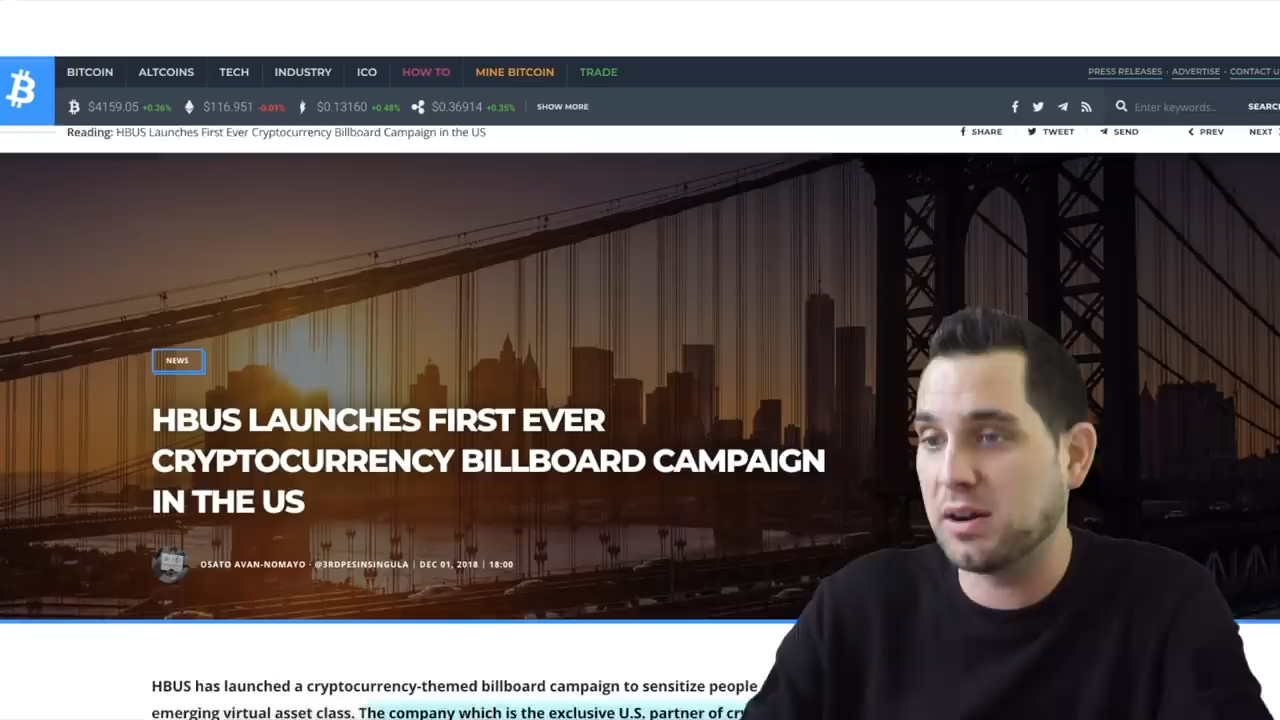 BITCOIN ALTCOINS TECH INDUSTRY ICO HOW TO MINE BITCOIN TRADE PRESS RELEASES · ADVERTISE · CONTACT U
$4159.05 +0.36% $116.951 -0.01% $0.13160 +0.48% $0.36914 +0.35% SHOW MORE Enter keywords.. SEARCH
Reading: HBUS Launches First Ever Cryptocurrency Billboard Campaign in the US SHARE TWEET SEND PREV NEXT
NEWS
HBUS LAUNCHES FIRST EVER
CRYPTOCURRENCY BILLBOARD CAMPAIGN
IN THE US
OSATO AVAN-NOMAYO · @3RDPESINSINGULA | DEC 01, 2018 | 18:00
HBUS has launched a cryptocurrency-themed billboard campaign to sensitize people
emerging virtual asset class. The company which is the exclusive U.S. partner of cry